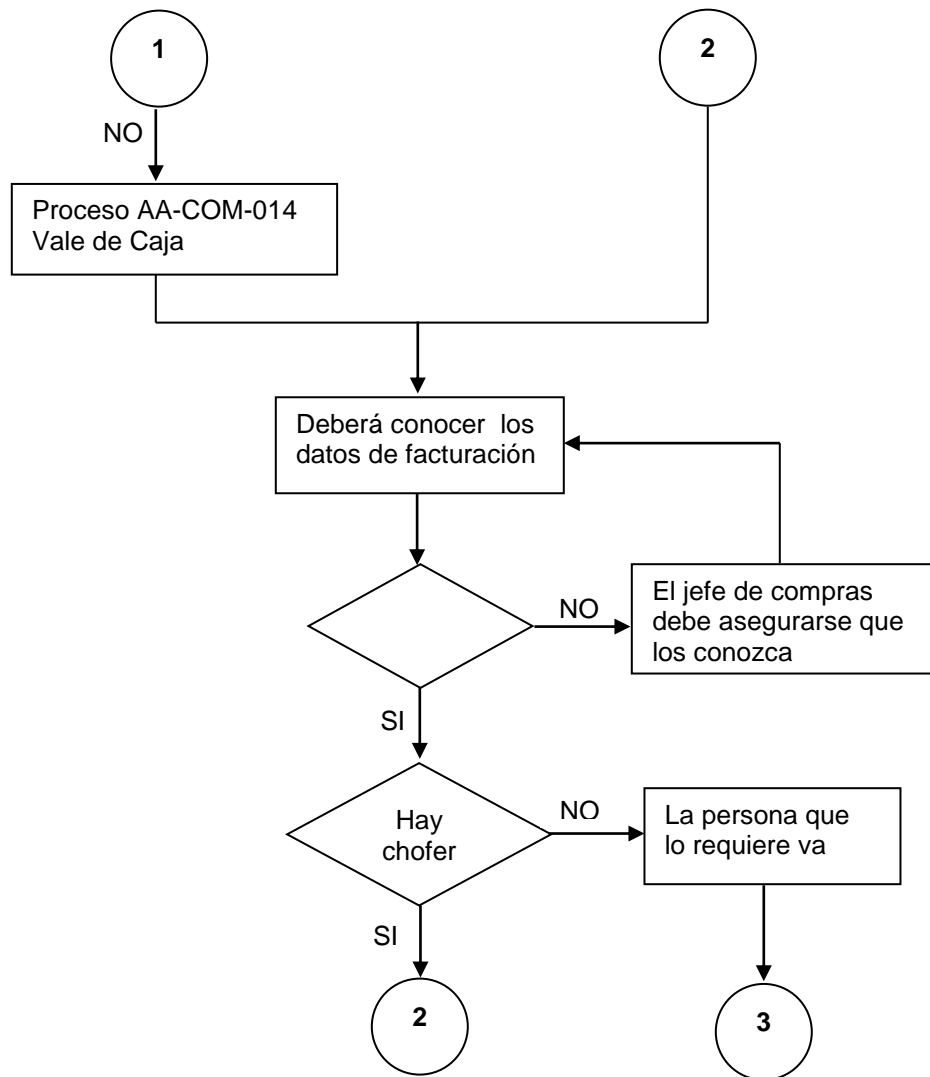 1
2
NO
Proceso AA-COM-014
Vale de Caja
Deberá conocer los
datos de facturación
NO
El jefe de compras
debe asegurarse que
los conozca
SI
Hay
chofer
NO
La persona que
lo requiere va
SI
2
3